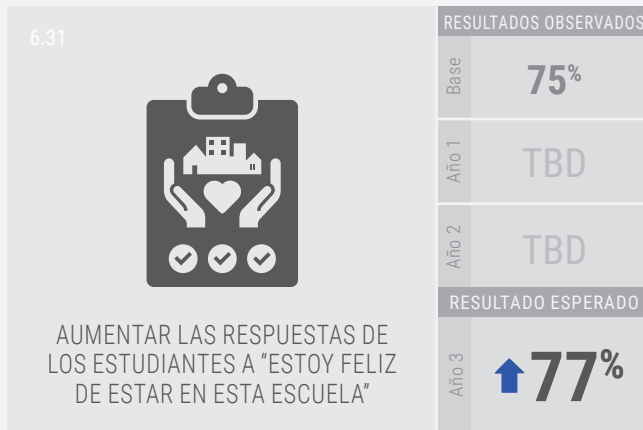 6.31
AUMENTAR LAS RESPUESTAS DE
LOS ESTUDIANTES A “ESTOY FELIZ
DE ESTAR EN ESTA ESCUELA”
RESULTADOS OBSERVADOS
Base
75%
Año 1
TBD
Año 2
TBD
RESULTADO ESPERADO
Año 3
77%